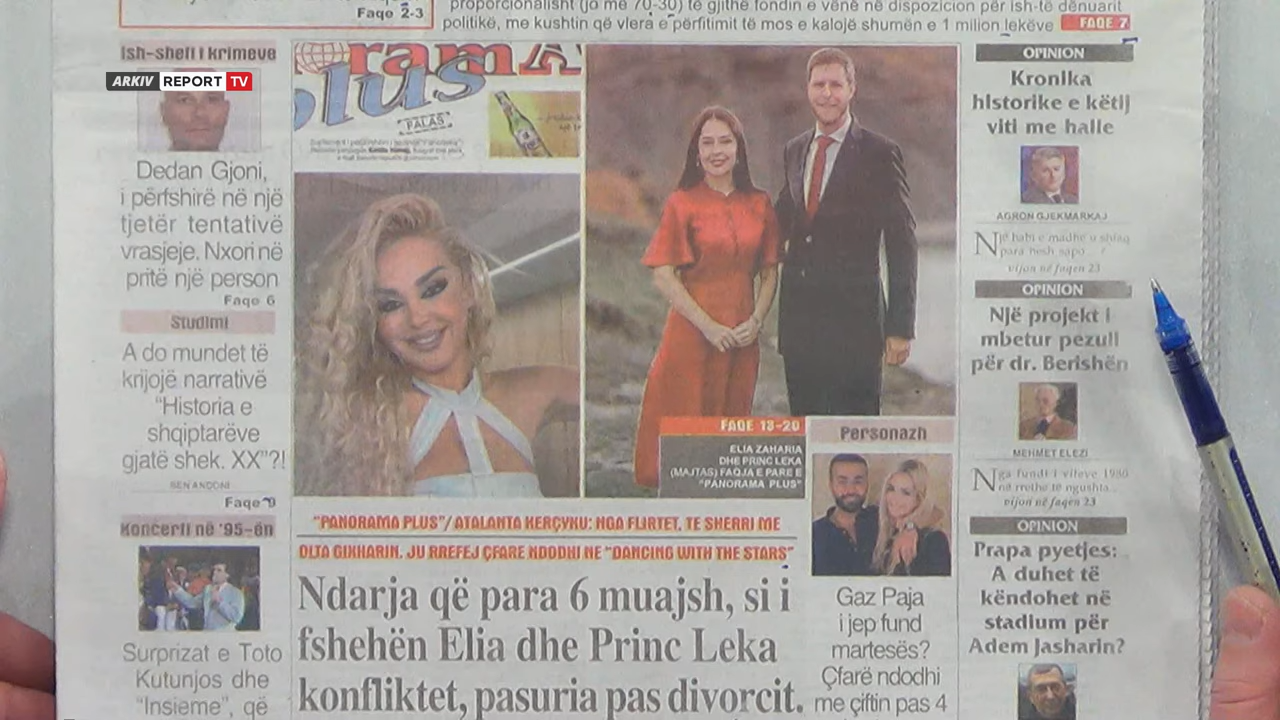 proporcionalisht (jo më 70-30) të gjithë fondin e vënë në dispozicion për ish-të dënuarit
politikë, me kushtin që vlera e përfitimit të mos e kalojë shumën e 1 milion lekëve FAQE 7
Faqe 2-3
Ish-shefi i krimeve
ARKIV REPORT TV
Dedan Gjoni,
i përfshirë në një
tjetër tentativë
vrasjeje. Nxori në
pritë një person
Faqe 6
Studimi
A do mundet të
krijojë narrativë
“Historia e
shqiptarëve
gjatë shek. XX”?!
BEN ANDONI
Faqe 9
Koncerti në '95-ën
Surprizat e Toto
Kutunjos dhe
“Insieme”, që
ramA
plus
PALAS
FAQE 13-20
ELIA ZAHARIA
DHE PRINC LEKA
(MAJTAS) FAQJA E PARE E
“PANORAMA PLUS”
“PANORAMA PLUS”/ ATALANTA KERÇYKU: NGA FLIRTET, TE SHERRI ME
OLTA GIXHARIN, JU RREFEJ ÇFARE NDODHI NE “DANCING WITH THE STARS”
Ndarja që para 6 muajsh, si i
fshehën Elia dhe Princ Leka
konfliktet, pasuria pas divorcit.
Personazh
Gaz Paja
i jep fund
martesës?
Çfarë ndodhi
me çiftin pas 4
OPINION
Kronika
historike e këtij
viti me halle
AGRON GJEKMARKAJ
Një habi e madhe u shfaq
para nesh sapo
vijon në faqen 23
OPINION
Një projekt i
mbetur pezull
për dr. Berishën
MEHMET ELEZI
Nga fundi i viteve 1980
në rrethe të ngushta...
vijon në faqen 23
OPINION
Prapa pyetjes:
A duhet të
këndohet në
stadium për
Adem Jasharin?